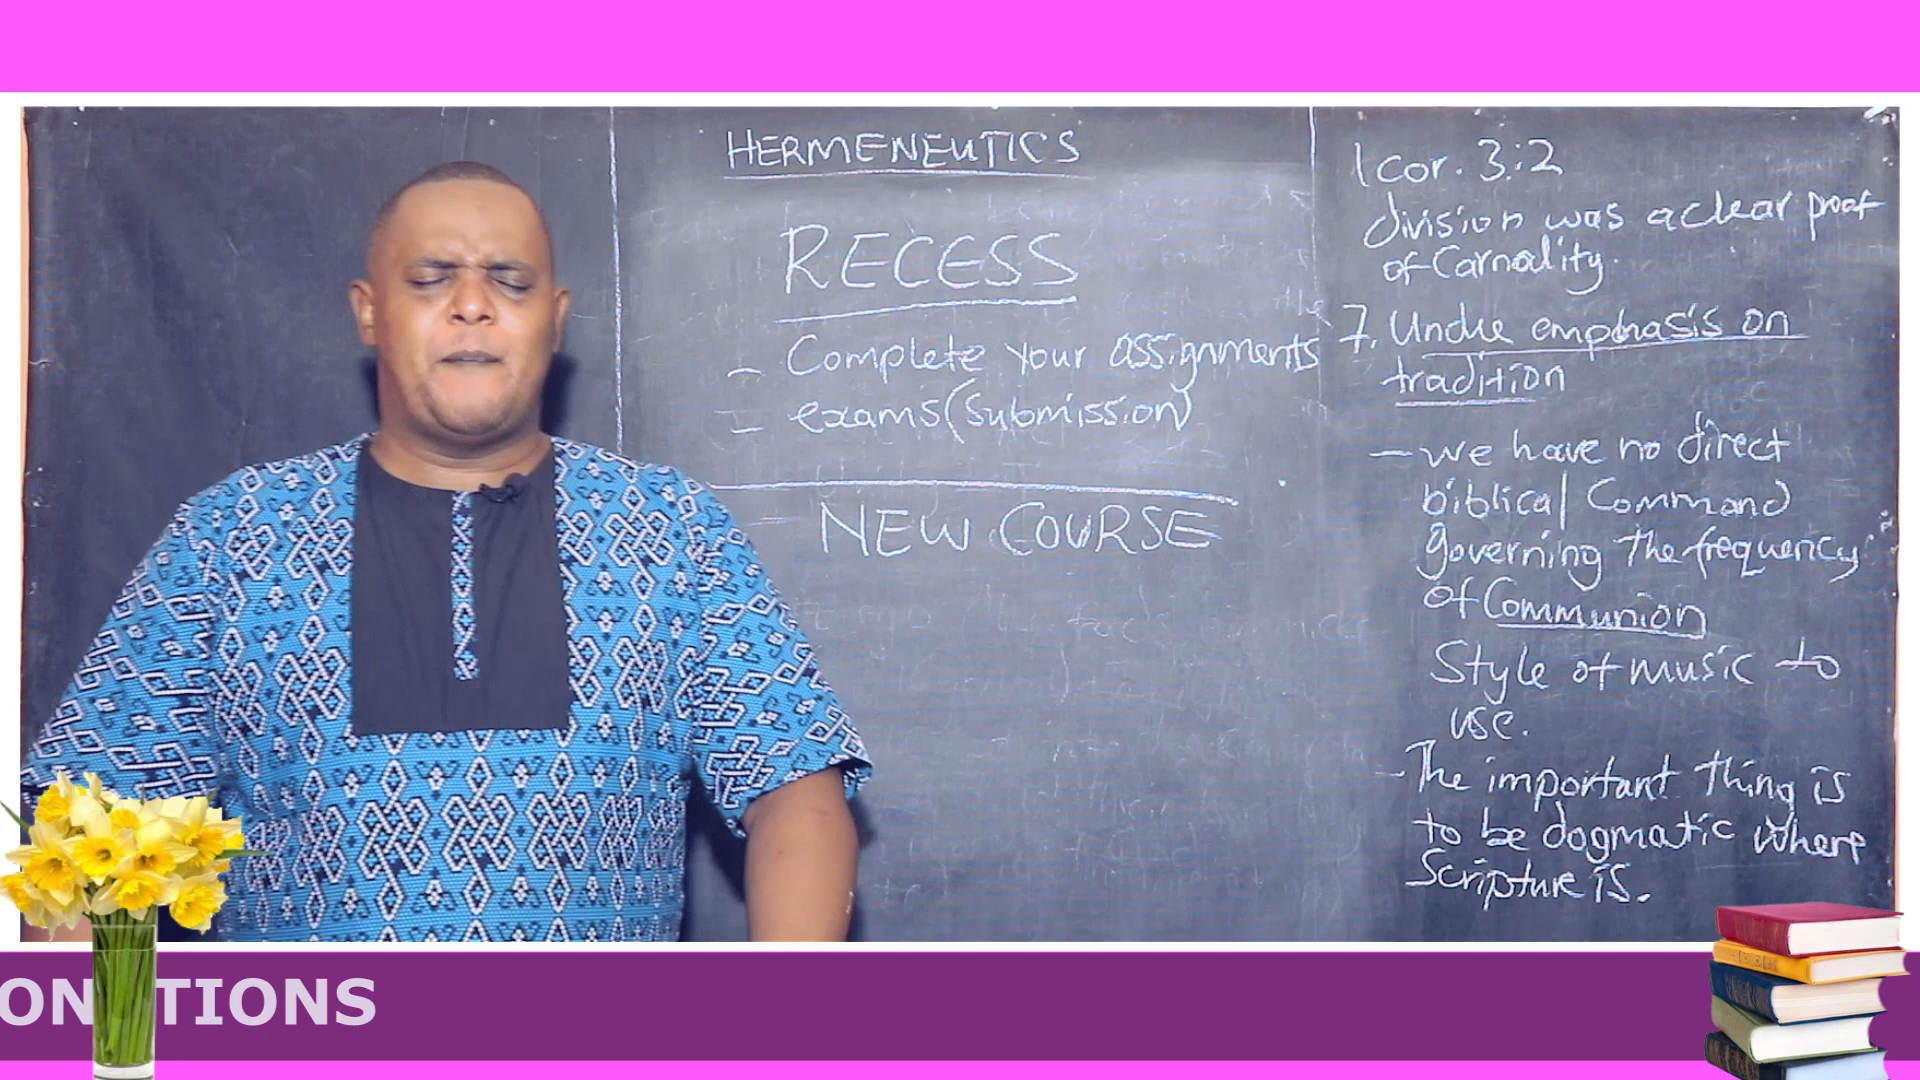 HERMENEUTICS
RECESS
- Complete your assignments
- exams (submission)
NEW COURSE
1 cor. 3:2
division was a clear proof
of Carnality.
7. Undue emphasis on
tradition
- we have no direct
biblical Command
governing the frequency
of Communion
Style of music to
use.
- The important thing is
to be dogmatic where
Scripture is.
ON TIONS